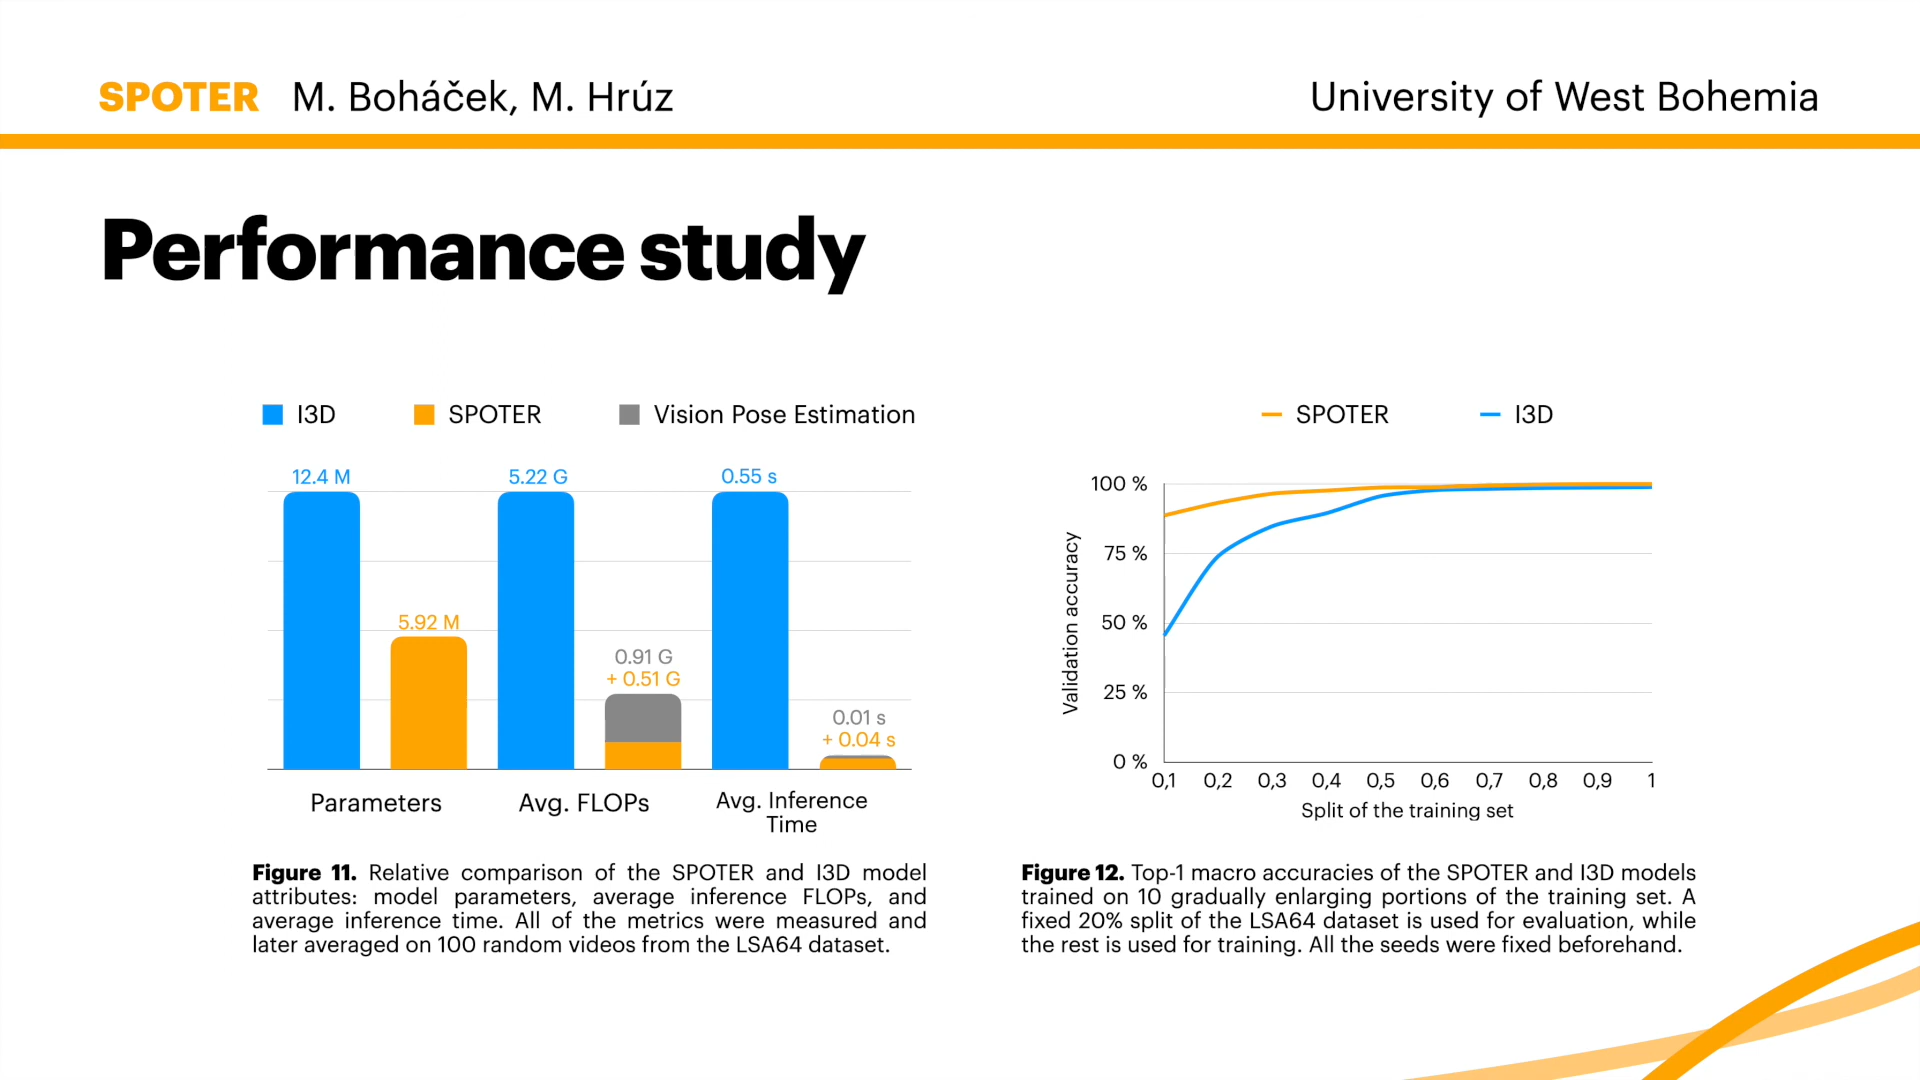 SPOTER M. Boháček, M. Hrúz
University of West Bohemia
Performance study
I3D
SPOTER
Vision Pose Estimation
12.4 M
5.92 M
5.22 G
0.91 G
+ 0.51 G
0.55 s
0.01 s
+ 0.04 s
Parameters
Avg. FLOPs
Avg. Inference
Time
Figure 11. Relative comparison of the SPOTER and I3D model
attributes: model parameters, average inference FLOPs, and
average inference time. All of the metrics were measured and
later averaged on 100 random videos from the LSA64 dataset.
SPOTER
I3D
Validation accuracy
100 %
75 %
50 %
25 %
0 %
0,1 0,2 0,3 0,4 0,5 0,6 0,7 0,8 0,9 1
Split of the training set
Figure 12. Top-1 macro accuracies of the SPOTER and I3D models
trained on 10 gradually enlarging portions of the training set. A
fixed 20% split of the LSA64 dataset is used for evaluation, while
the rest is used for training. All the seeds were fixed beforehand.